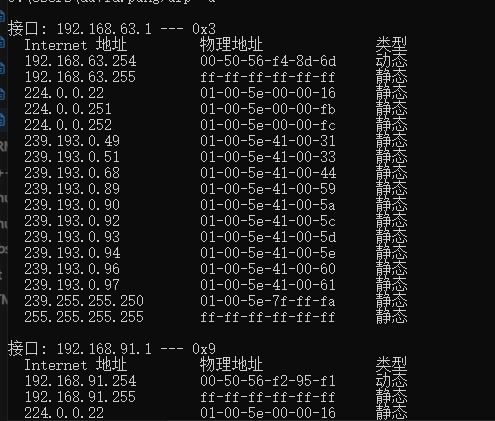 接口: 192.168.63.1 --- 0x3
Internet 地址 物理地址 类型
192.168.63.254 00-50-56-f4-8d-6d 动态
192.168.63.255 ff-ff-ff-ff-ff-ff 静态
224.0.0.22 01-00-5e-00-00-16 静态
224.0.0.251 01-00-5e-00-00-fb 静态
224.0.0.252 01-00-5e-00-00-fc 静态
239.193.0.49 01-00-5e-41-00-31 静态
239.193.0.51 01-00-5e-41-00-33 静态
239.193.0.68 01-00-5e-41-00-44 静态
239.193.0.89 01-00-5e-41-00-59 静态
239.193.0.90 01-00-5e-41-00-5a 静态
239.193.0.92 01-00-5e-41-00-5c 静态
239.193.0.93 01-00-5e-41-00-5d 静态
239.193.0.94 01-00-5e-41-00-5e 静态
239.193.0.96 01-00-5e-41-00-60 静态
239.193.0.97 01-00-5e-41-00-61 静态
239.255.255.250 01-00-5e-7f-ff-fa 静态
255.255.255.255 ff-ff-ff-ff-ff-ff 静态
接口: 192.168.91.1 --- 0x9
Internet 地址 物理地址 类型
192.168.91.254 00-50-56-f2-95-f1 动态
192.168.91.255 ff-ff-ff-ff-ff-ff 静态
224.0.0.22 01-00-5e-00-00-16 静态